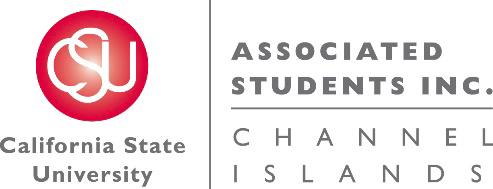 CSU
California State
University
ASSOCIATED
STUDENTS INC.
CHANNEL
ISLANDS